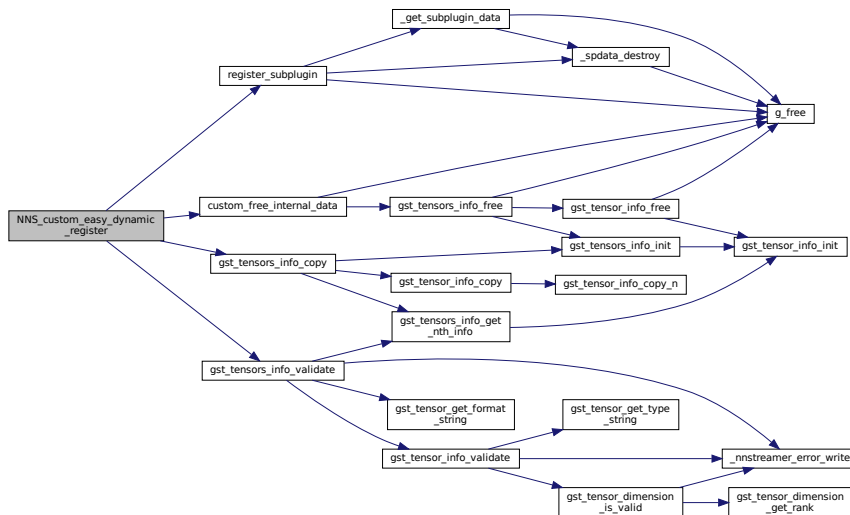 _get_subplugin_data
_spdata_destroy
register_subplugin
g_free
custom_free_internal_data
gst_tensors_info_free
gst_tensor_info_free
NNS_custom_easy_dynamic
_register
gst_tensors_info_init
gst_tensor_info_init
gst_tensors_info_copy
gst_tensor_info_copy
gst_tensor_info_copy_n
gst_tensors_info_get
_nth_info
gst_tensors_info_validate
gst_tensor_get_format
_string
gst_tensor_get_type
_string
gst_tensor_info_validate
_nnstreamer_error_write
gst_tensor_dimension
_is_valid
gst_tensor_dimension
_get_rank